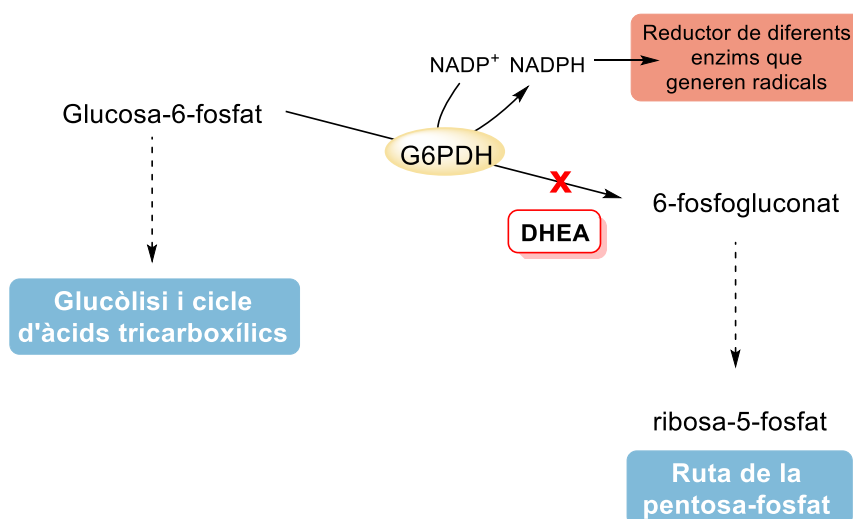 Reductor de diferents
enzims que
generen radicals
NADP+ NADPH
Glucosa-6-fosfat
G6PDH
X
6-fosfogluconat
DHEA
Glucòlisi i cicle
d'àcids tricarboxílics
ribosa-5-fosfat
Ruta de la
pentosa-fosfat